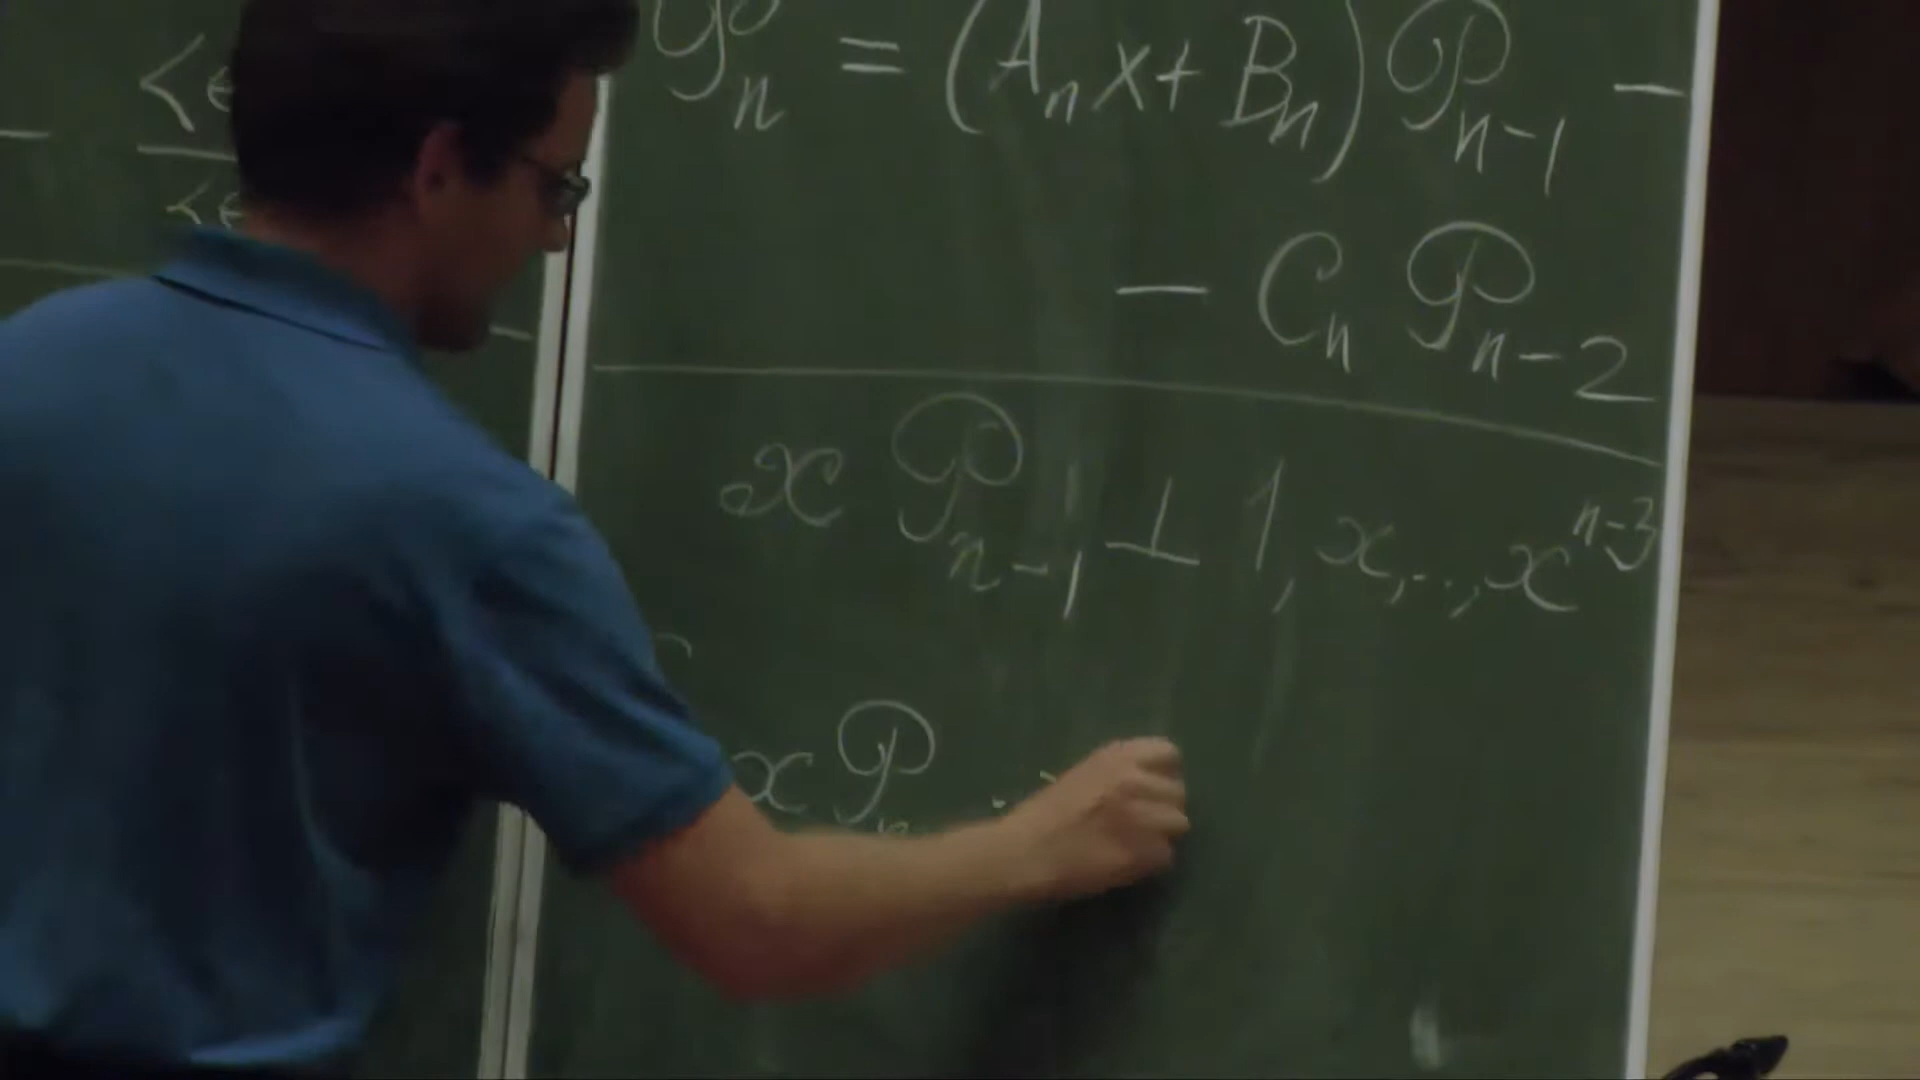 𝒫_n = (A_n x + B_n) 𝒫_{n-1} −
− C_n 𝒫_{n-2}
x 𝒫_{n-1} ⊥ 1, x, .., x^{n-3}
x 𝒫